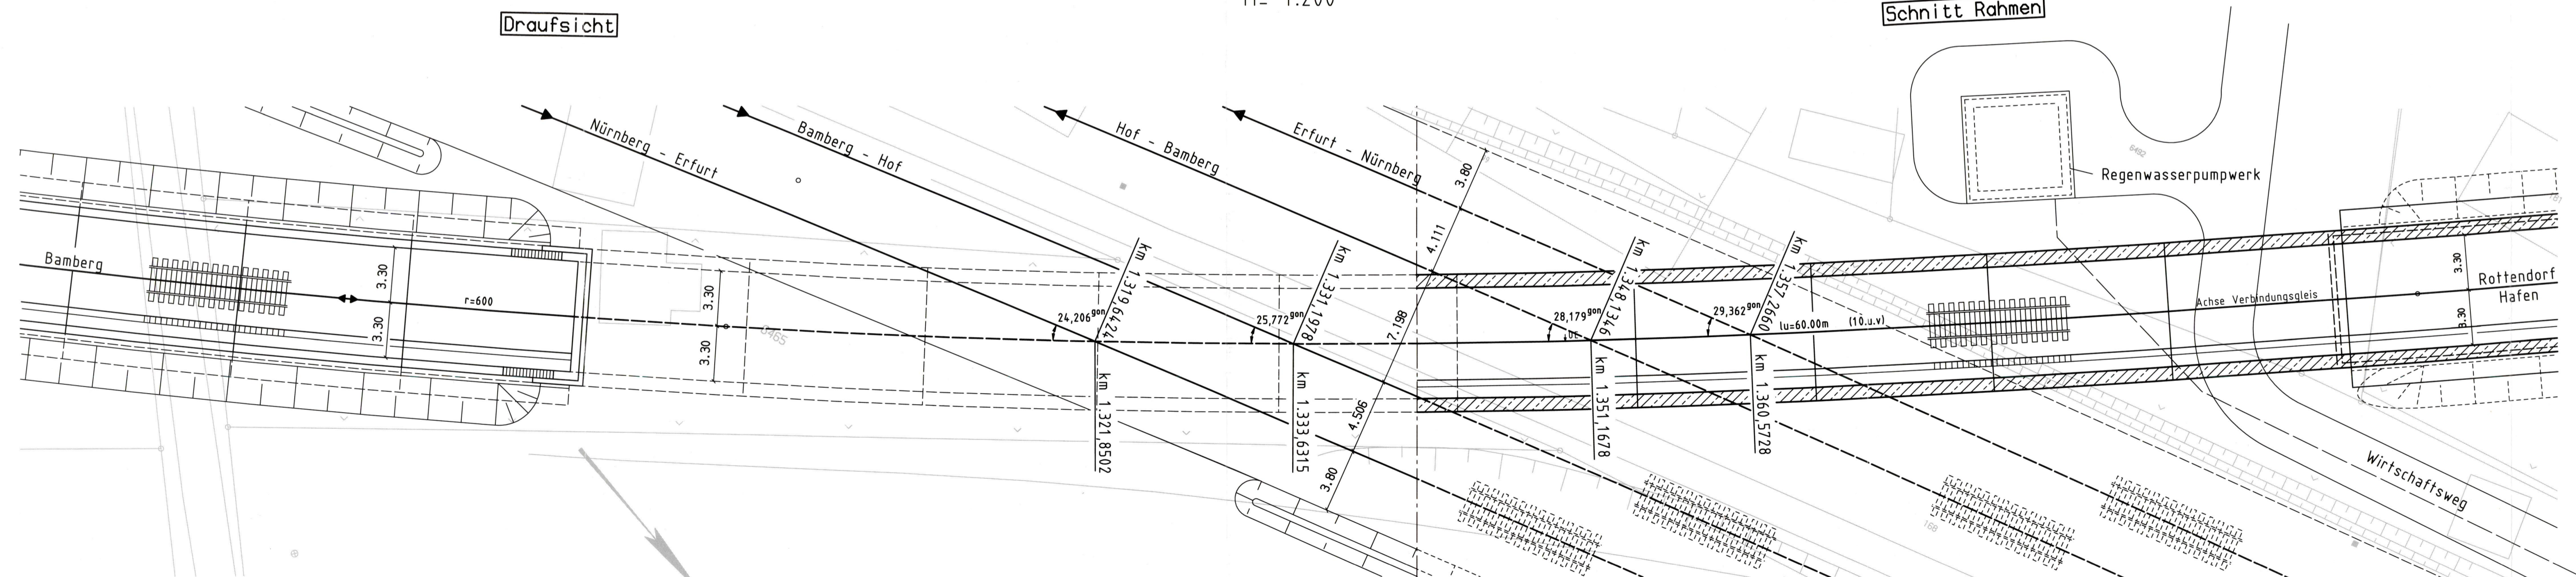 Draufsicht
Schnitt Rahmen
Nürnberg - Erfurt
Bamberg - Hof
Hof - Bamberg
Erfurt - Nürnberg
Regenwasserpumpwerk
Bamberg
r=600
3.30
3.30
3.30
3.30
6465
24,206gon
km 1.319,6424
km 1.321,8502
25,772gon
km 1.331,1978
km 1.333,6315
3.80
4.111
7.198
4.506
3.80
28,179gon
km 1.348,1346
km 1.351,1678
29,362gon
km 1.357,2660
km 1.360,5728
lu=60.00m (10.u.v)
Achse Verbindungsgleis
3.30
3.30
Rottendorf
Hafen
Wirtschaftsweg
6492
168